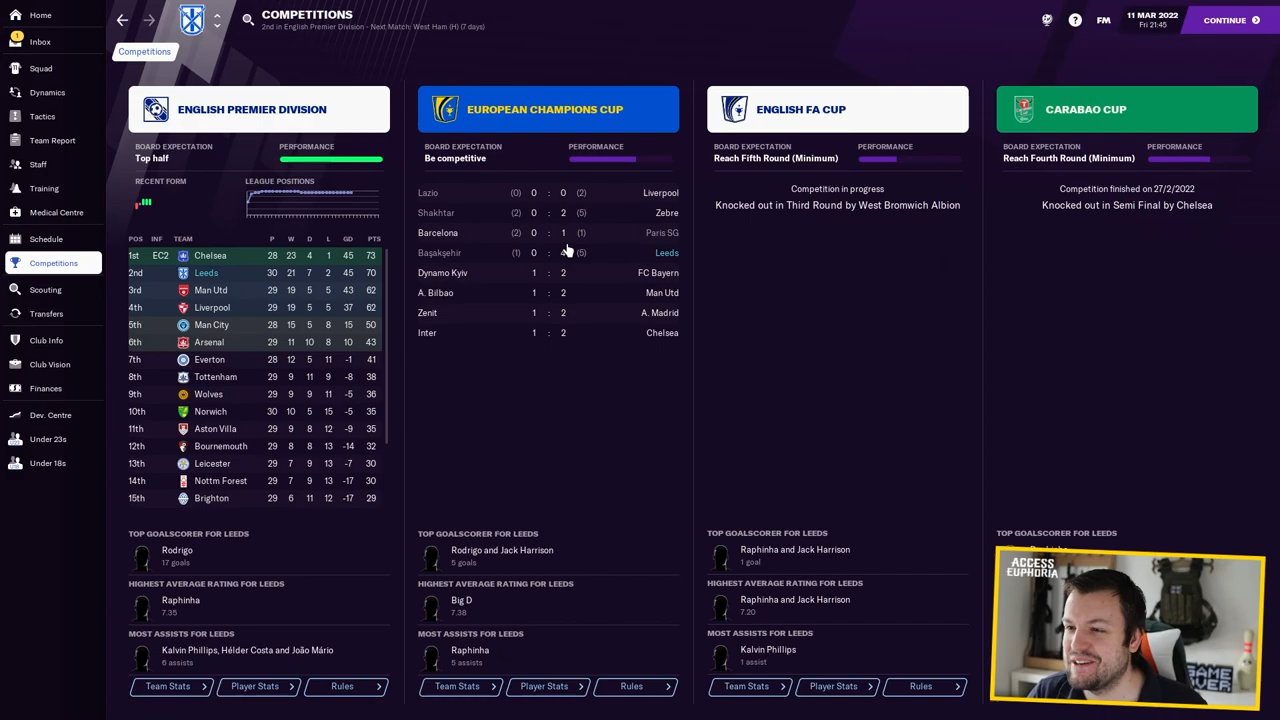 Home
Inbox
1
Squad
Dynamics
Tactics
Team Report
Staff
Training
Medical Centre
Schedule
Competitions
Scouting
Transfers
Club Info
Club Vision
Finances
Dev. Centre
Under 23s
Under 18s
COMPETITIONS
2nd in English Premier Division - Next Match: West Ham (H) (7 days)
FM
11 MAR 2022
Fri 21:45
CONTINUE
Competitions
ENGLISH PREMIER DIVISION
BOARD EXPECTATION PERFORMANCE
Top half
RECENT FORM LEAGUE POSITIONS
POS INF TEAM P W D L GD PTS
1st EC2 Chelsea 28 23 4 1 45 73
2nd Leeds 30 21 7 2 45 70
3rd Man Utd 29 19 5 5 43 62
4th Liverpool 29 19 5 5 37 62
5th Man City 28 15 5 8 15 50
6th Arsenal 29 11 10 8 10 43
7th Everton 28 12 5 11 -1 41
8th Tottenham 29 9 11 9 -8 38
9th Wolves 29 9 9 11 -5 36
10th Norwich 30 10 5 15 -5 35
11th Aston Villa 29 9 8 12 -9 35
12th Bournemouth 29 8 8 13 -14 32
13th Leicester 29 7 9 13 -7 30
14th Nottm Forest 29 7 9 13 -17 30
15th Brighton 29 6 11 12 -17 29
TOP GOALSCORER FOR LEEDS
Rodrigo
17 goals
HIGHEST AVERAGE RATING FOR LEEDS
Raphinha
7.35
MOST ASSISTS FOR LEEDS
Kalvin Phillips, Hélder Costa and João Mário
6 assists
Team Stats Player Stats Rules
EUROPEAN CHAMPIONS CUP
BOARD EXPECTATION PERFORMANCE
Be competitive
Lazio (0) 0 : 0 (2) Liverpool
Shakhtar (2) 0 : 2 (5) Zebre
Barcelona (2) 0 : 1 (1) Paris SG
Başakşehir (1) 0 : (5) Leeds
Dynamo Kyiv 1 : 2 FC Bayern
A. Bilbao 1 : 2 Man Utd
Zenit 1 : 2 A. Madrid
Inter 1 : 2 Chelsea
TOP GOALSCORER FOR LEEDS
Rodrigo and Jack Harrison
5 goals
HIGHEST AVERAGE RATING FOR LEEDS
Big D
7.38
MOST ASSISTS FOR LEEDS
Raphinha
5 assists
Team Stats Player Stats Rules
ENGLISH FA CUP
BOARD EXPECTATION PERFORMANCE
Reach Fifth Round (Minimum)
Competition in progress
Knocked out in Third Round by West Bromwich Albion
TOP GOALSCORER FOR LEEDS
Raphinha and Jack Harrison
1 goal
HIGHEST AVERAGE RATING FOR LEEDS
Raphinha and Jack Harrison
7.20
MOST ASSISTS FOR LEEDS
Kalvin Phillips
1 assist
Team Stats Player Stats Rules
CARABAO CUP
BOARD EXPECTATION PERFORMANCE
Reach Fourth Round (Minimum)
Competition finished on 27/2/2022
Knocked out in Semi Final by Chelsea
TOP GOALSCORER FOR LEEDS
ACCESS
EUPHORIA
GAME
OVER